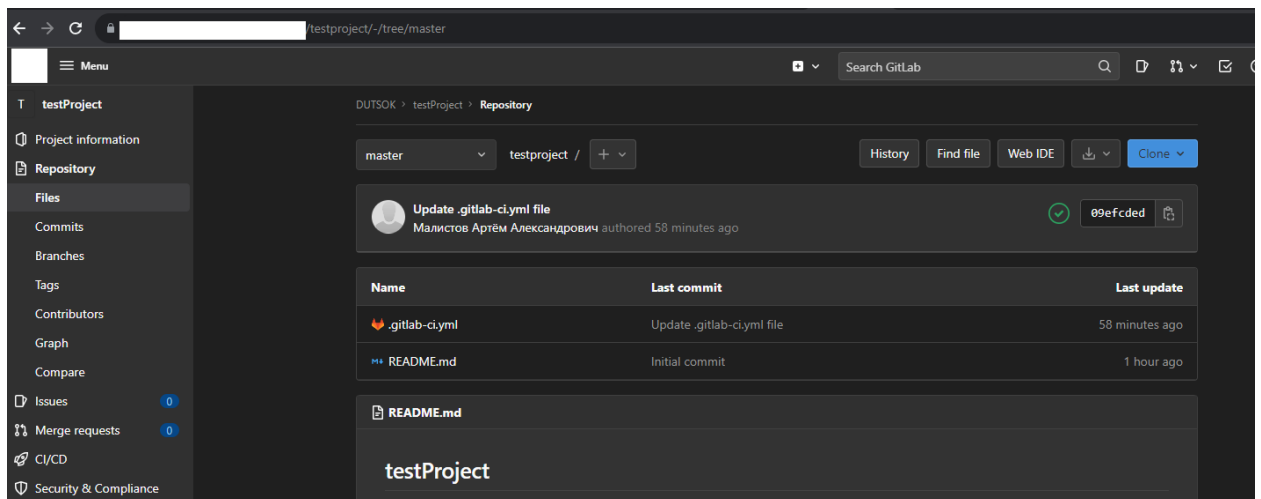 /testproject/-/tree/master
Menu
Search GitLab
T testProject
Project information
Repository
Files
Commits
Branches
Tags
Contributors
Graph
Compare
Issues 0
Merge requests 0
CI/CD
Security & Compliance
DUTSOK > testProject > Repository
master testproject / +
History Find file Web IDE Clone
Update .gitlab-ci.yml file
Малистов Артём Александрович authored 58 minutes ago
09efcded
Name Last commit Last update
.gitlab-ci.yml Update .gitlab-ci.yml file 58 minutes ago
README.md Initial commit 1 hour ago
README.md
testProject